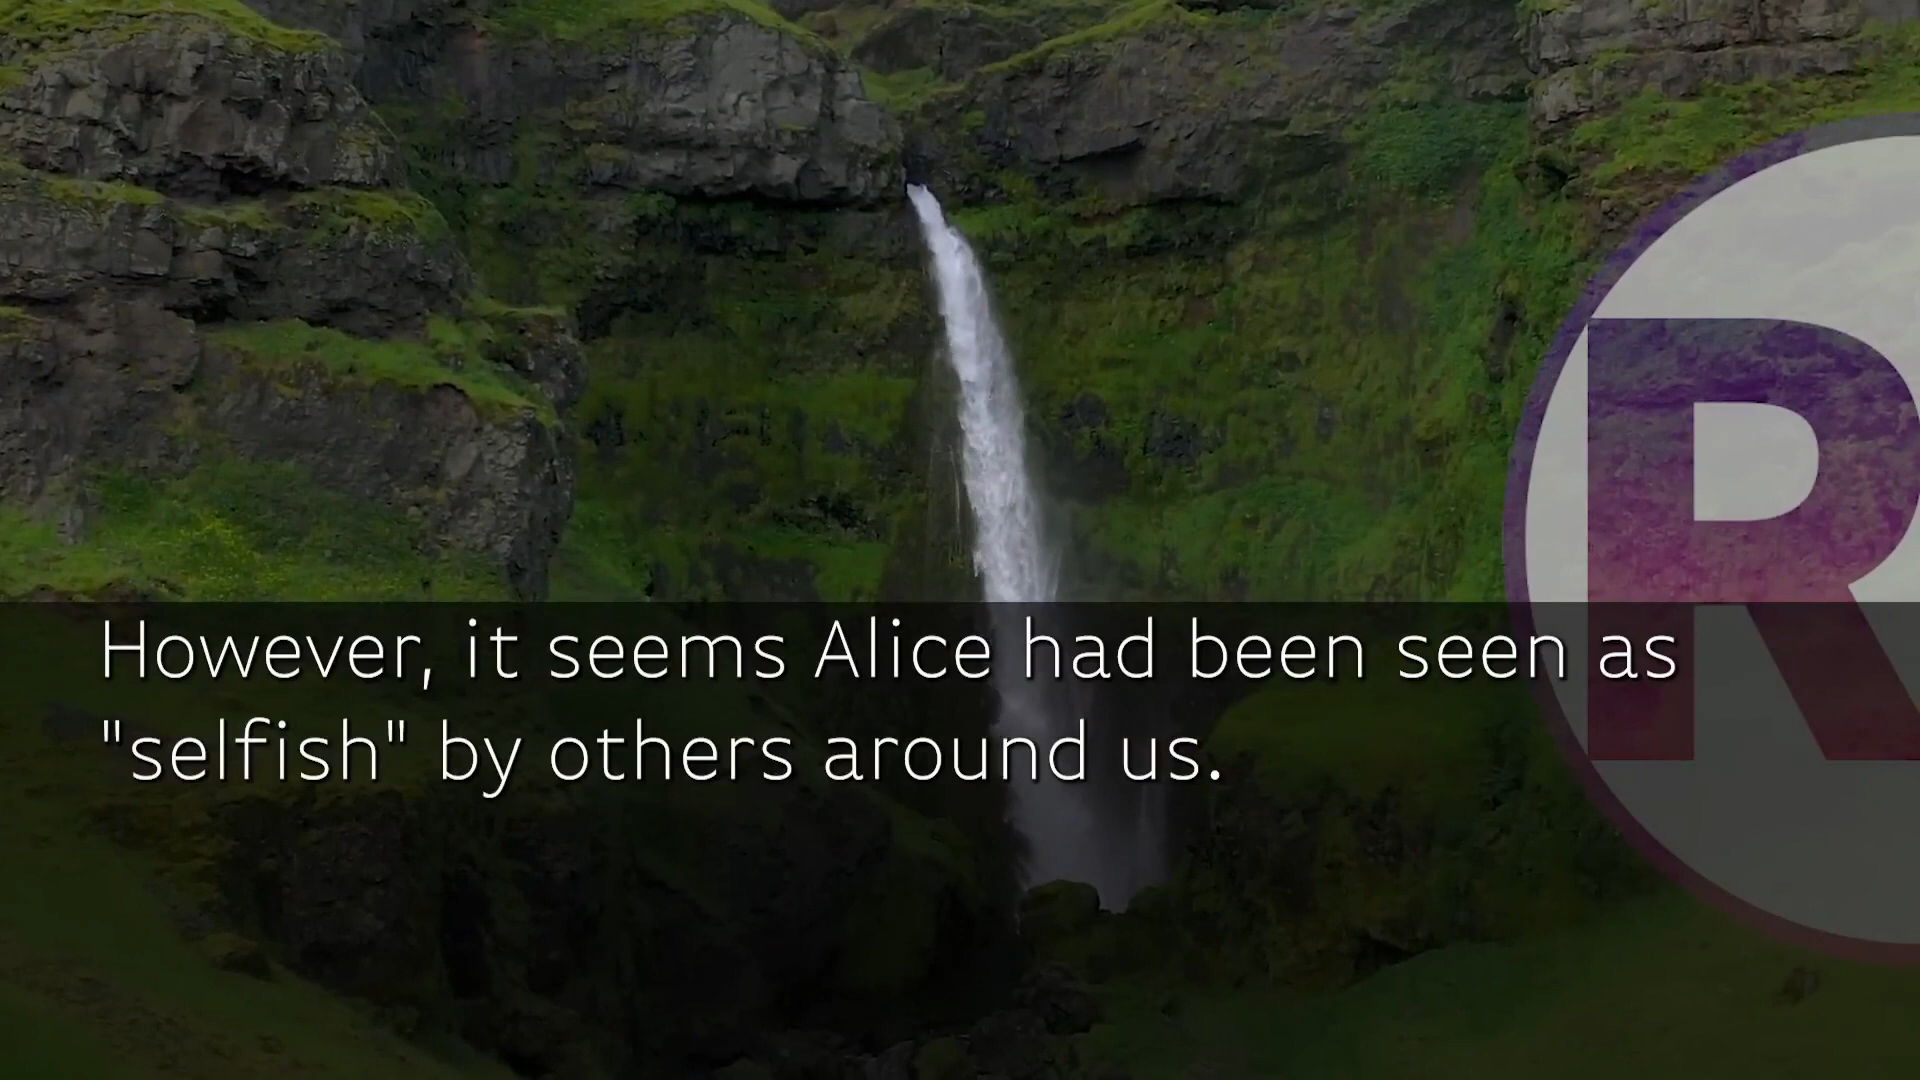 However, it seems Alice had been seen as
"selfish" by others around us.
R